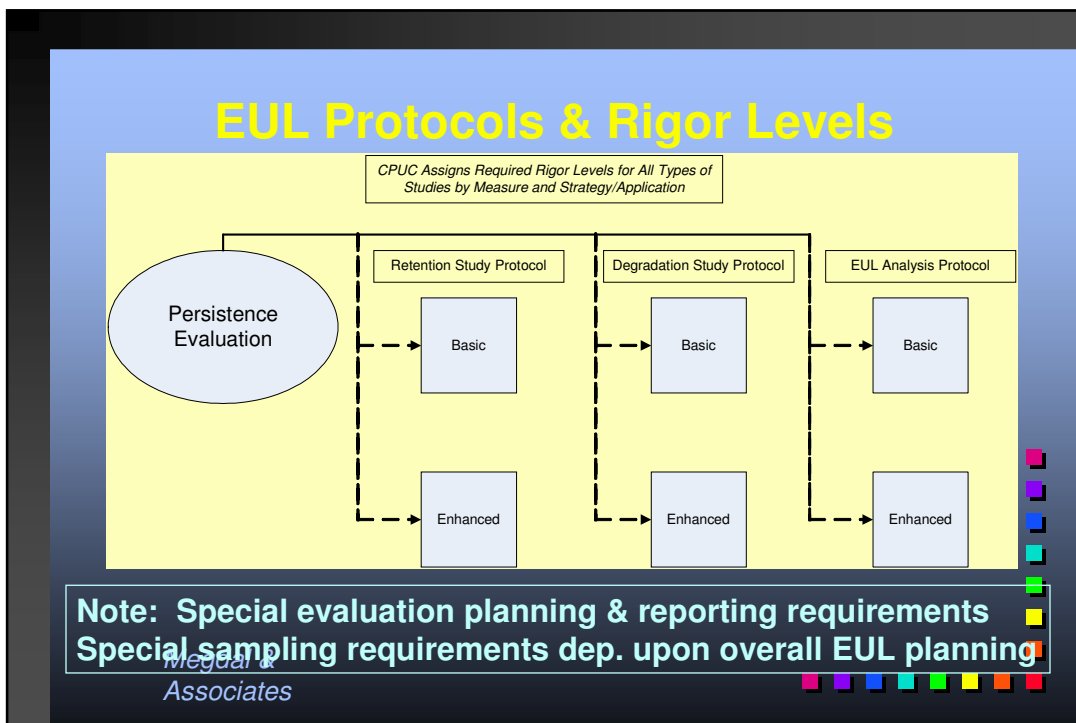 EUL Protocols & Rigor Levels
CPUC Assigns Required Rigor Levels for All Types of
Studies by Measure and Strategy/Application
Retention Study Protocol
Degradation Study Protocol
EUL Analysis Protocol
Persistence
Evaluation
Basic
Basic
Basic
Enhanced
Enhanced
Enhanced
Note: Special evaluation planning & reporting requirements
Special sampling requirements dep. upon overall EUL planning
Megdal &
Associates